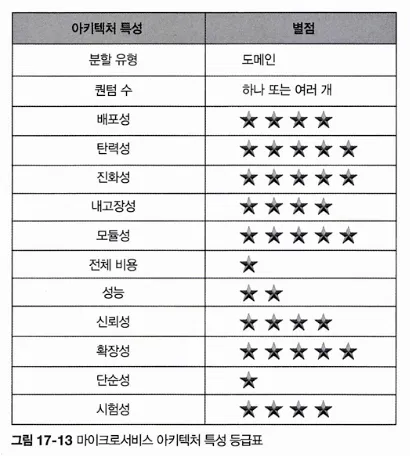 아키텍처 특성 별점
분할 유형 도메인
퀀텀 수 하나 또는 여러 개
배포성 ★★★★
탄력성 ★★★★★
진화성 ★★★★★
내고장성 ★★★★
모듈성 ★★★★★
전체 비용 ★
성능 ★★
신뢰성 ★★★★
확장성 ★★★★★
단순성 ★
시험성 ★★★★
그림 17-13 마이크로서비스 아키텍처 특성 등급표